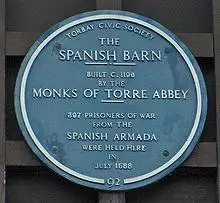 TORBAY CIVIC SOCIETY
THE
SPANISH BARN
BUILT C. 1196
BY THE
MONKS OF TORRE ABBEY
397 PRISONERS OF WAR
FROM THE
SPANISH ARMADA
WERE HELD HERE
IN
JULY 1588
92